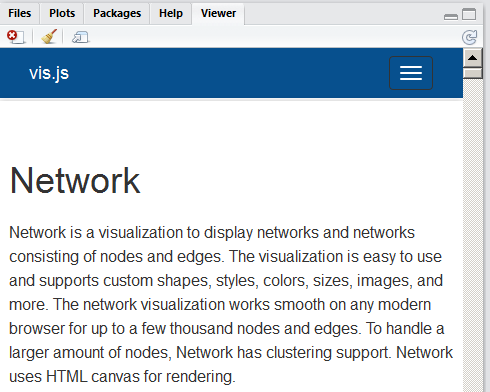 Files Plots Packages Help Viewer
vis.js
Network
Network is a visualization to display networks and networks
consisting of nodes and edges. The visualization is easy to use
and supports custom shapes, styles, colors, sizes, images, and
more. The network visualization works smooth on any modern
browser for up to a few thousand nodes and edges. To handle a
larger amount of nodes, Network has clustering support. Network
uses HTML canvas for rendering.